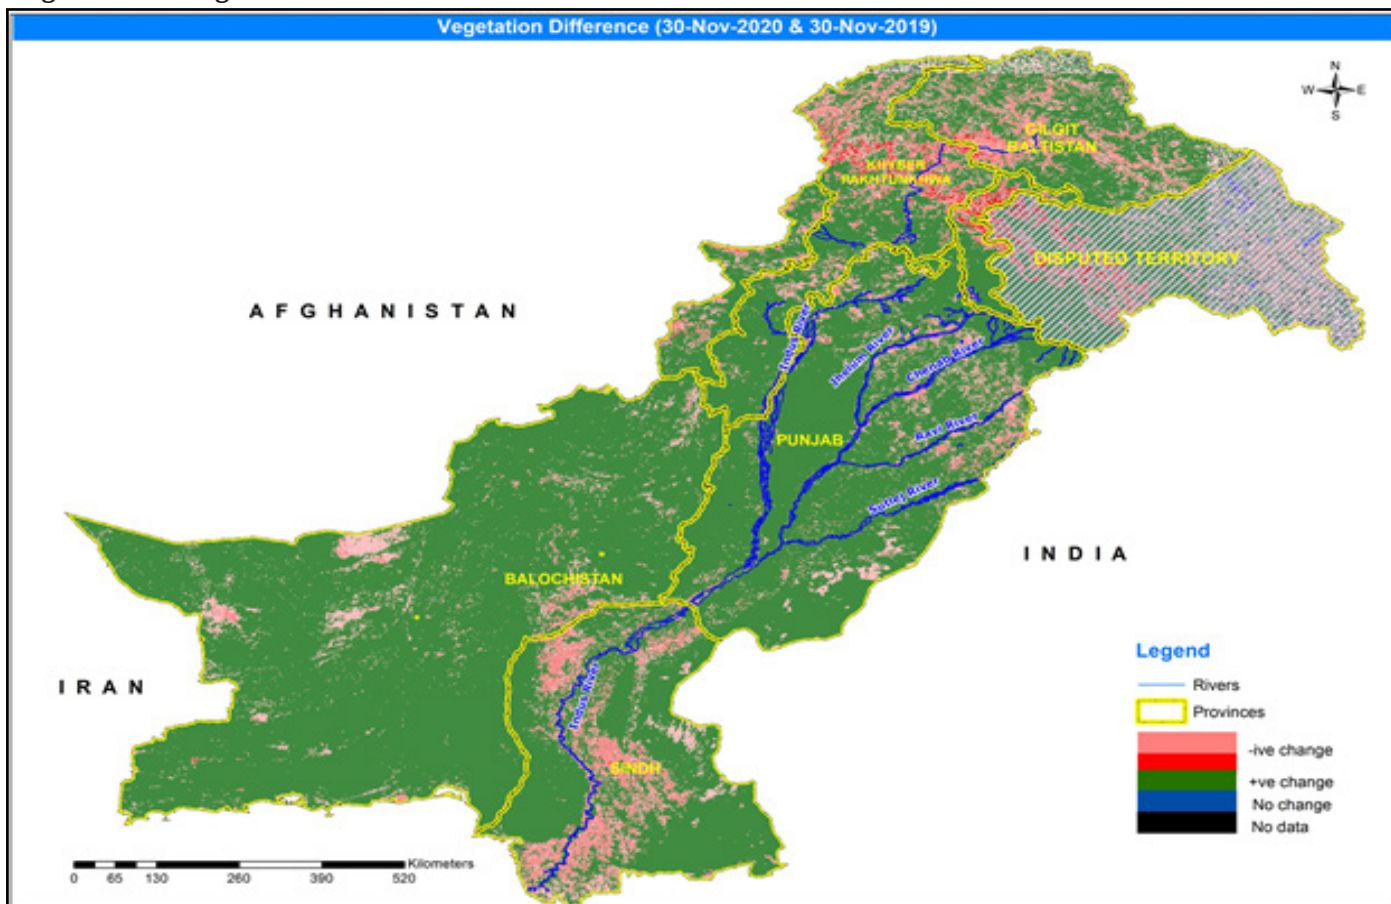 Vegetation Difference (30-Nov-2020 & 30-Nov-2019)
N
W E
S
GILGIT
BALTISTAN
KHYBER
PAKHTUNKHWA
DISPUTED TERRITORY
AFGHANISTAN
Indus River
Jhelum River
Chenab River
Ravi River
PUNJAB
Sutlej River
INDIA
BALOCHISTAN
IRAN
Indus River
SINDH
Legend
Rivers
Provinces
-ive change
+ve change
No change
No data
Kilometers
0 65 130 260 390 520